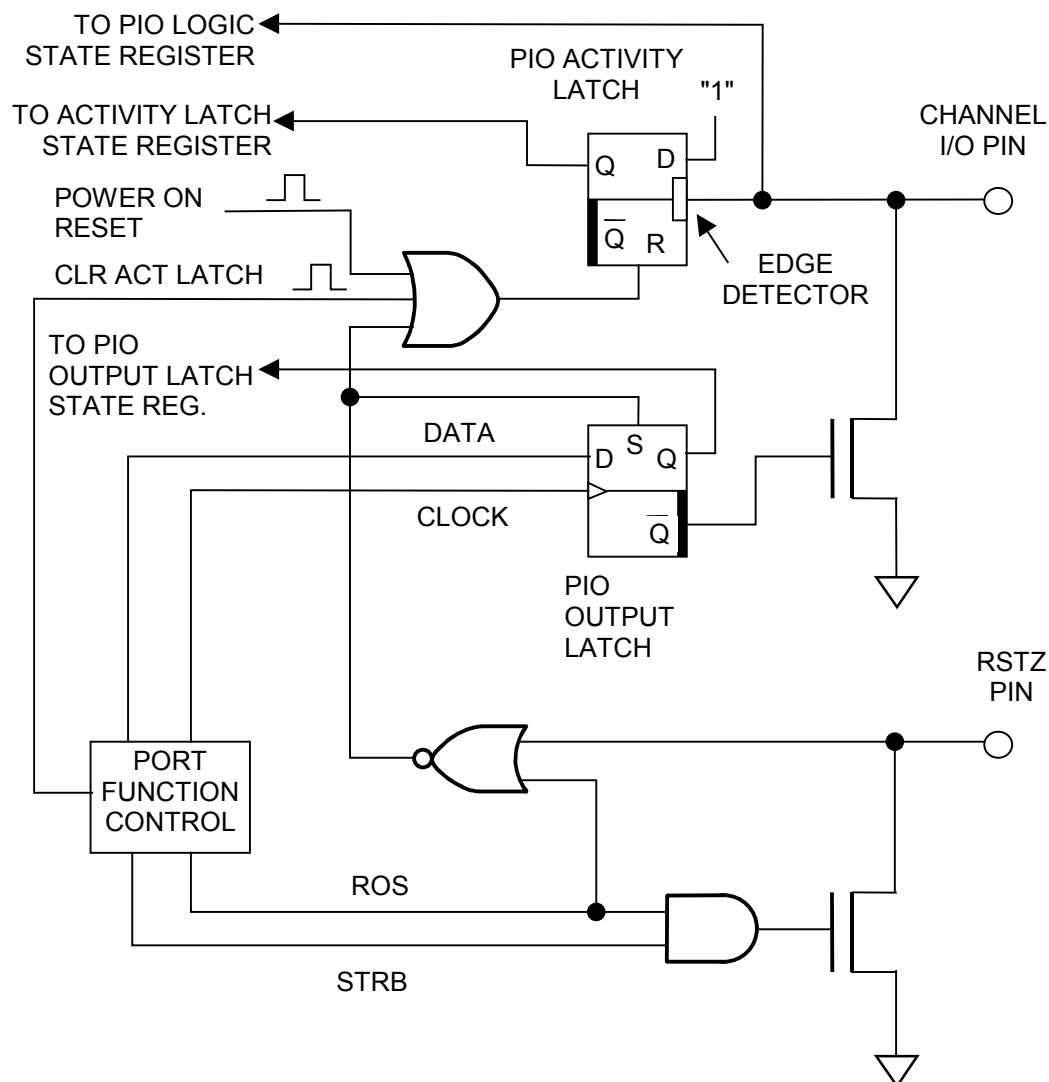 TO PIO LOGIC
STATE REGISTER
PIO ACTIVITY
LATCH
"1"
TO ACTIVITY LATCH
STATE REGISTER
CHANNEL
I/O PIN
Q
D
POWER ON
RESET
Q
R
CLR ACT LATCH
EDGE
DETECTOR
TO PIO
OUTPUT LATCH
STATE REG.
DATA
S
D
Q
CLOCK
Q
PIO
OUTPUT
LATCH
RSTZ
PIN
PORT
FUNCTION
CONTROL
ROS
STRB